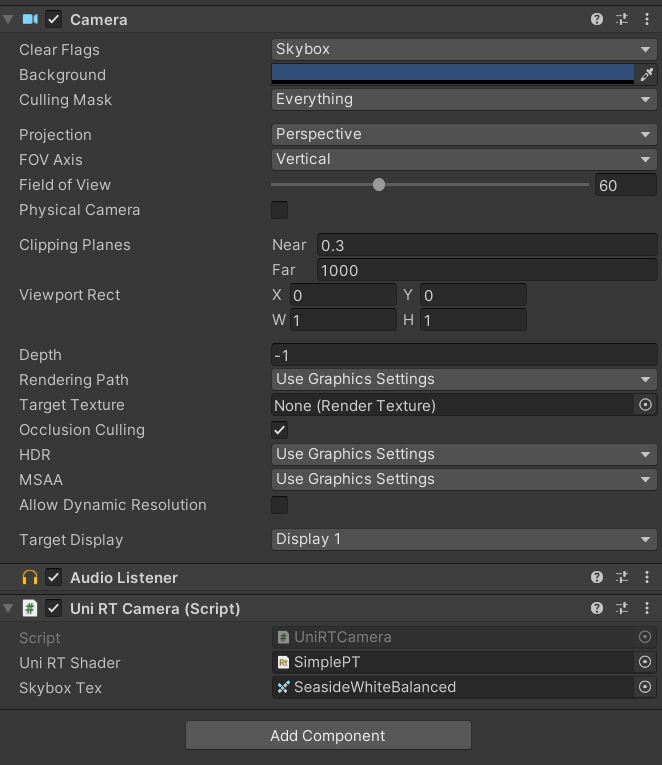 Camera
Clear Flags Skybox
Background
Culling Mask Everything
Projection Perspective
FOV Axis Vertical
Field of View 60
Physical Camera
Clipping Planes Near 0.3
Far 1000
Viewport Rect X 0 Y 0
W 1 H 1
Depth -1
Rendering Path Use Graphics Settings
Target Texture None (Render Texture)
Occlusion Culling
HDR Use Graphics Settings
MSAA Use Graphics Settings
Allow Dynamic Resolution
Target Display Display 1
Audio Listener
# Uni RT Camera (Script)
Script # UniRTCamera
Uni RT Shader Rt SimplePT
Skybox Tex SeasideWhiteBalanced
Add Component